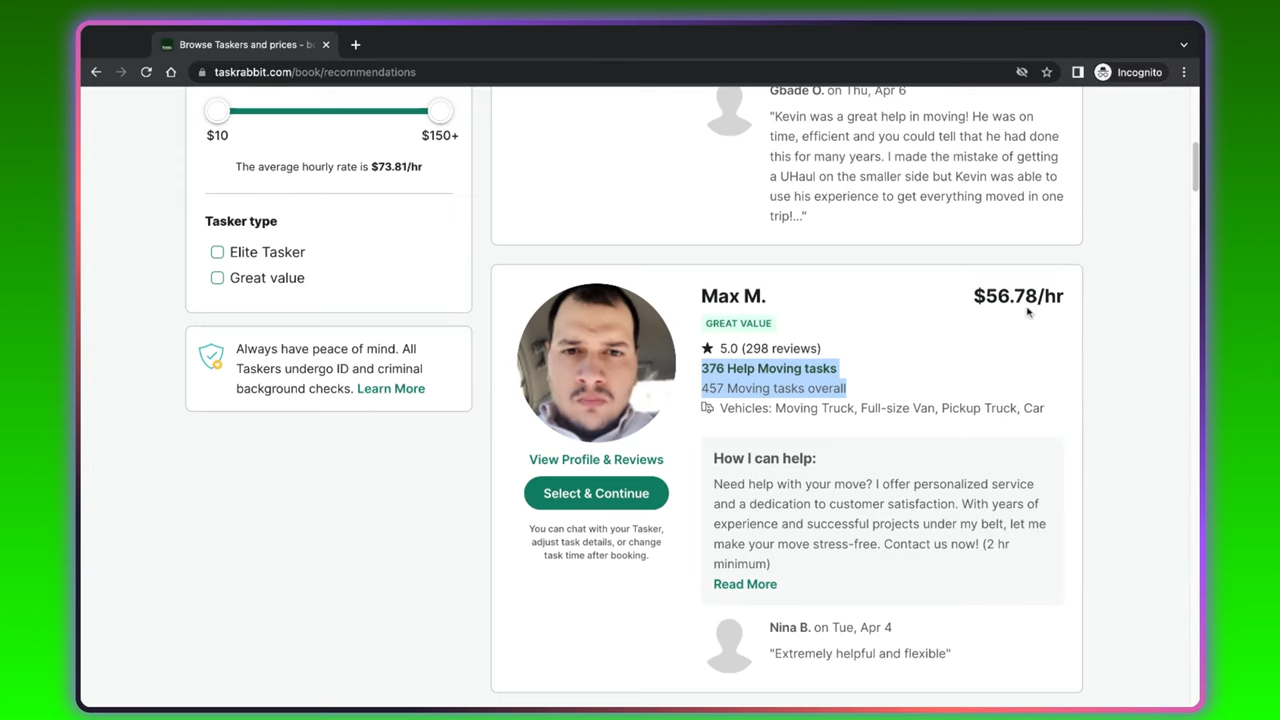 Browse Taskers and prices - bo
taskrabbit.com/book/recommendations
Incognito
$10
$150+
The average hourly rate is $73.81/hr
Tasker type
Elite Tasker
Great value
Always have peace of mind. All
Taskers undergo ID and criminal
background checks. Learn More
Gbade O. on Thu, Apr 6
"Kevin was a great help in moving! He was on
time, efficient and you could tell that he had done
this for many years. I made the mistake of getting
a UHaul on the smaller side but Kevin was able to
use his experience to get everything moved in one
trip!..."
Max M.
$56.78/hr
GREAT VALUE
5.0 (298 reviews)
376 Help Moving tasks
457 Moving tasks overall
Vehicles: Moving Truck, Full-size Van, Pickup Truck, Car
View Profile & Reviews
Select & Continue
You can chat with your Tasker,
adjust task details, or change
task time after booking.
How I can help:
Need help with your move? I offer personalized service
and a dedication to customer satisfaction. With years of
experience and successful projects under my belt, let me
make your move stress-free. Contact us now! (2 hr
minimum)
Read More
Nina B. on Tue, Apr 4
"Extremely helpful and flexible"